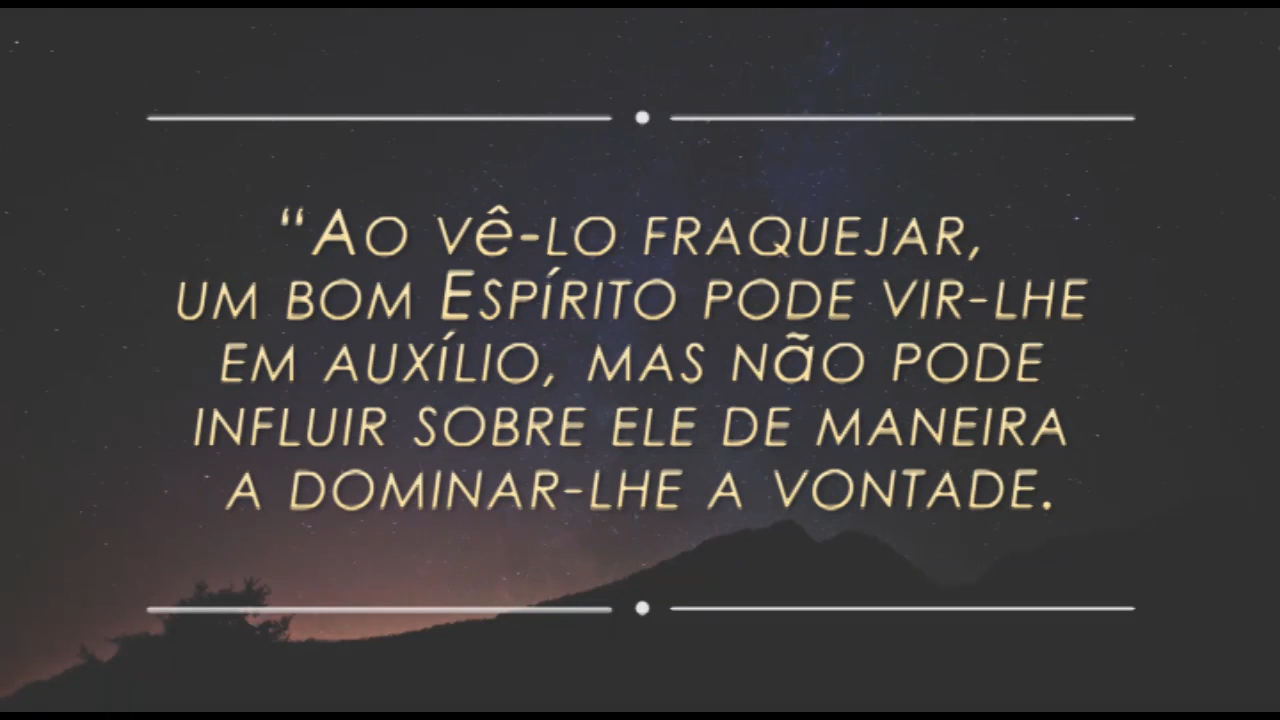 “Ao vê-lo fraquejar,
um bom Espírito pode vir-lhe
em auxílio, mas não pode
influir sobre ele de maneira
a dominar-lhe a vontade.